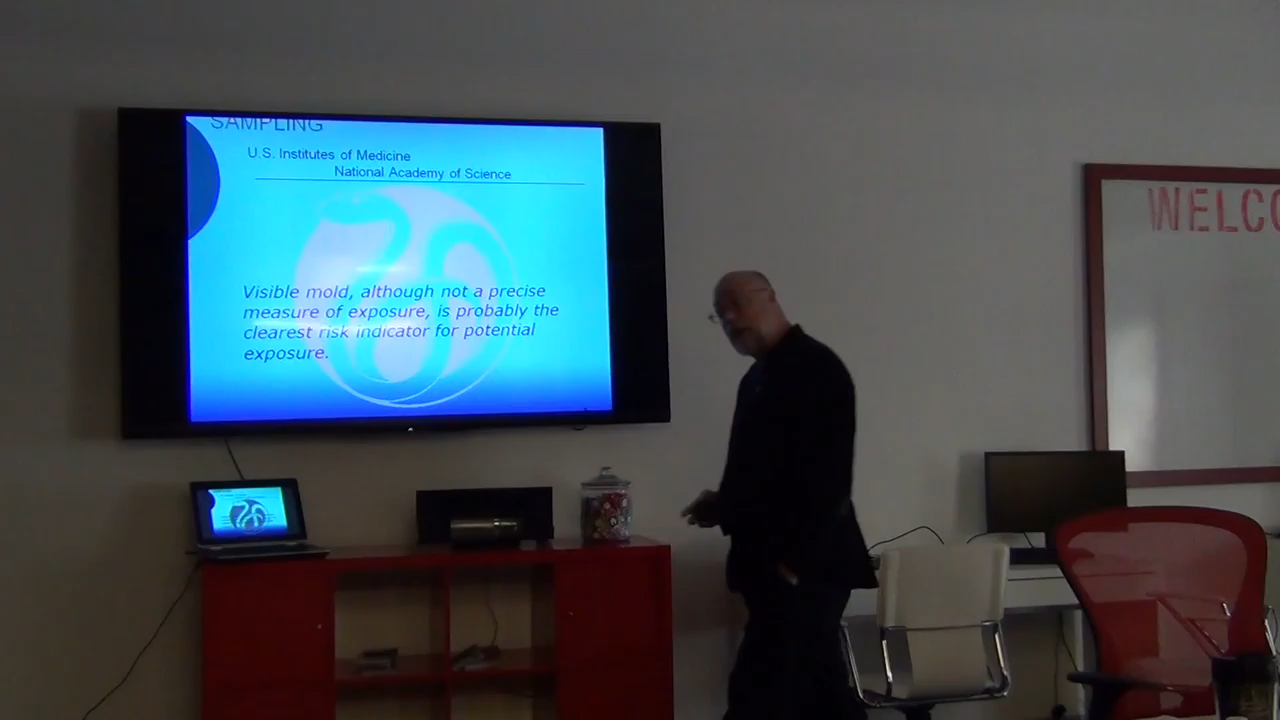 SAMPLING
U.S. Institutes of Medicine
National Academy of Science
Visible mold, although not a precise
measure of exposure, is probably the
clearest risk indicator for potential
exposure.
WELCO